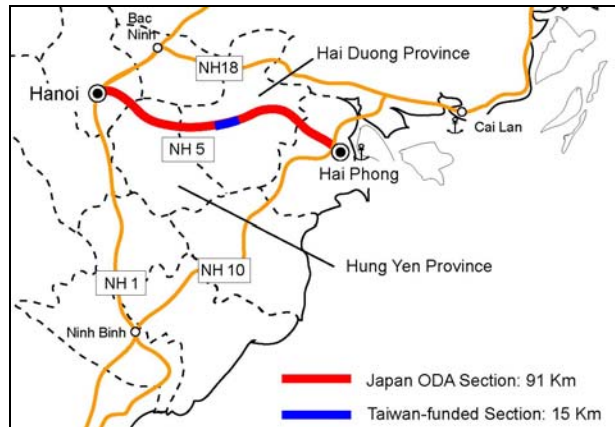 Bac
Ninh
NH18
Hai Duong Province
Hanoi
NH 5
Cai Lan
Hai Phong
Hung Yen Province
NH 10
NH 1
Ninh Binh
Japan ODA Section: 91 Km
Taiwan-funded Section: 15 Km